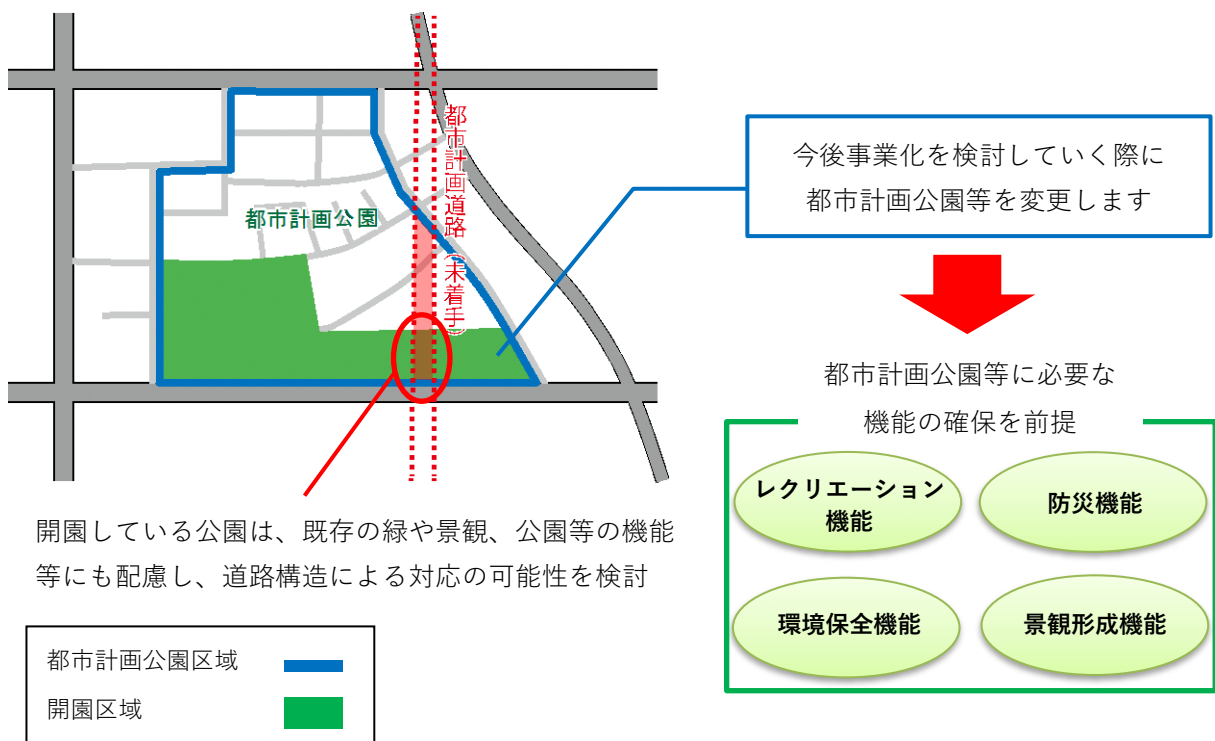 都市計画道路（未着手）
都市計画公園
今後事業化を検討していく際に
都市計画公園等を変更します
都市計画公園等に必要な
機能の確保を前提
レクリエーション
機能
防災機能
環境保全機能
景観形成機能
開園している公園は、既存の緑や景観、公園等の機能
等にも配慮し、道路構造による対応の可能性を検討
都市計画公園区域
開園区域